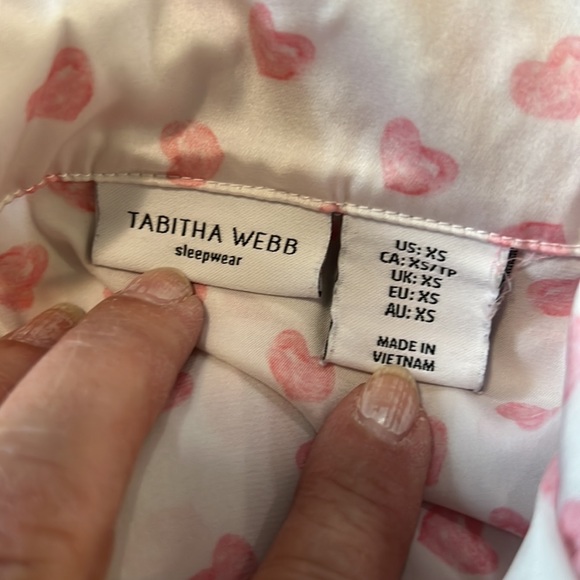 TABITHA WEBB
sleepwear
US: XS
CA: XS/TP
UK: XS
EU: XS
AU: XS
MADE IN
VIETNAM